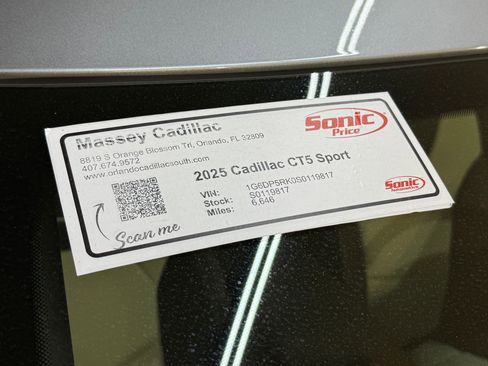 Massey Cadillac
8819 S Orange Blossom Trl, Orlando, FL 32809
407.674.9572
www.orlandocadillacsouth.com
Sonic
Price
2025 Cadillac CT5 Sport
VIN: 1G6DP5RK0S0119817
Stock: S0119817
Miles: 6,646
Scan me
Sonic